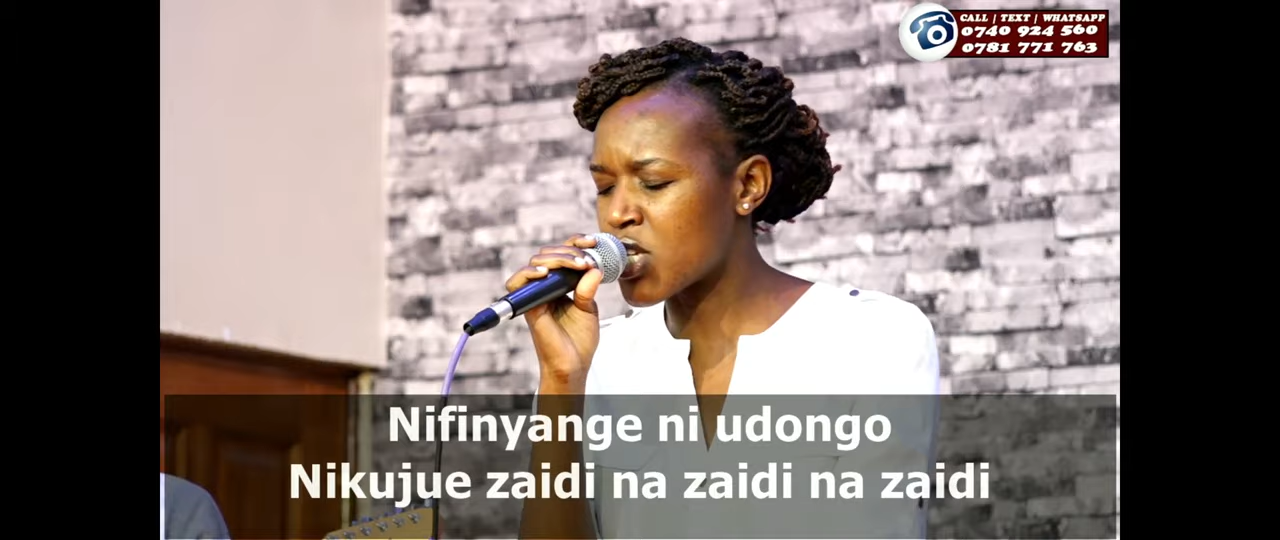 CALL | TEXT | WHATSAPP
0740 924 560
0781 771 763
Nifinyange ni udongo
Nikujue zaidi na zaidi na zaidi